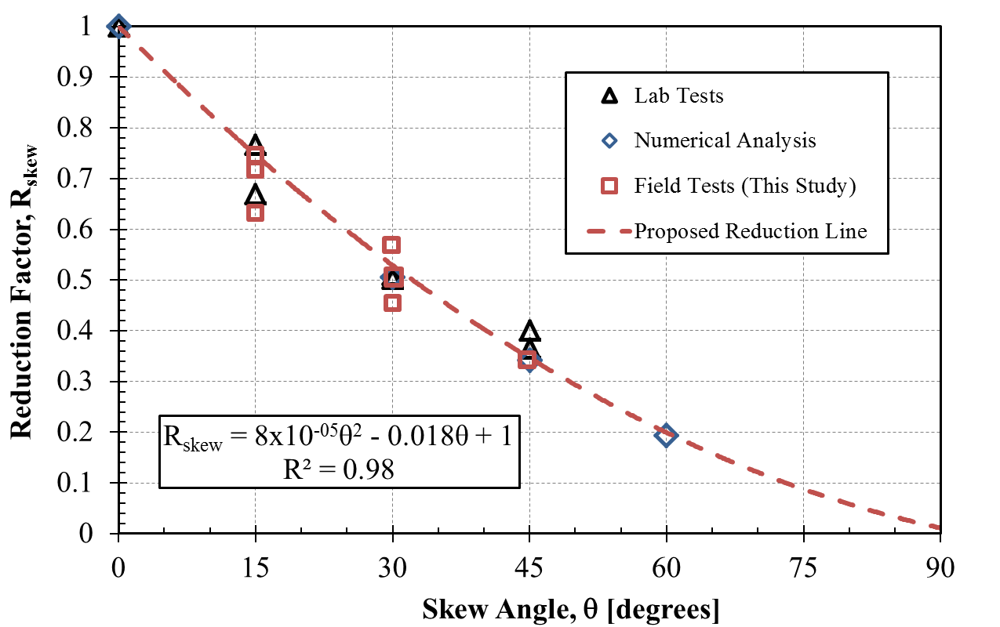 Reduction Factor, Rskew
1
0.9
0.8
0.7
0.6
0.5
0.4
0.3
0.2
0.1
0
Lab Tests
Numerical Analysis
Field Tests (This Study)
Proposed Reduction Line
Rskew = 8x10⁻⁰⁵θ² - 0.018θ + 1
R² = 0.98
0 15 30 45 60 75 90
Skew Angle, θ [degrees]